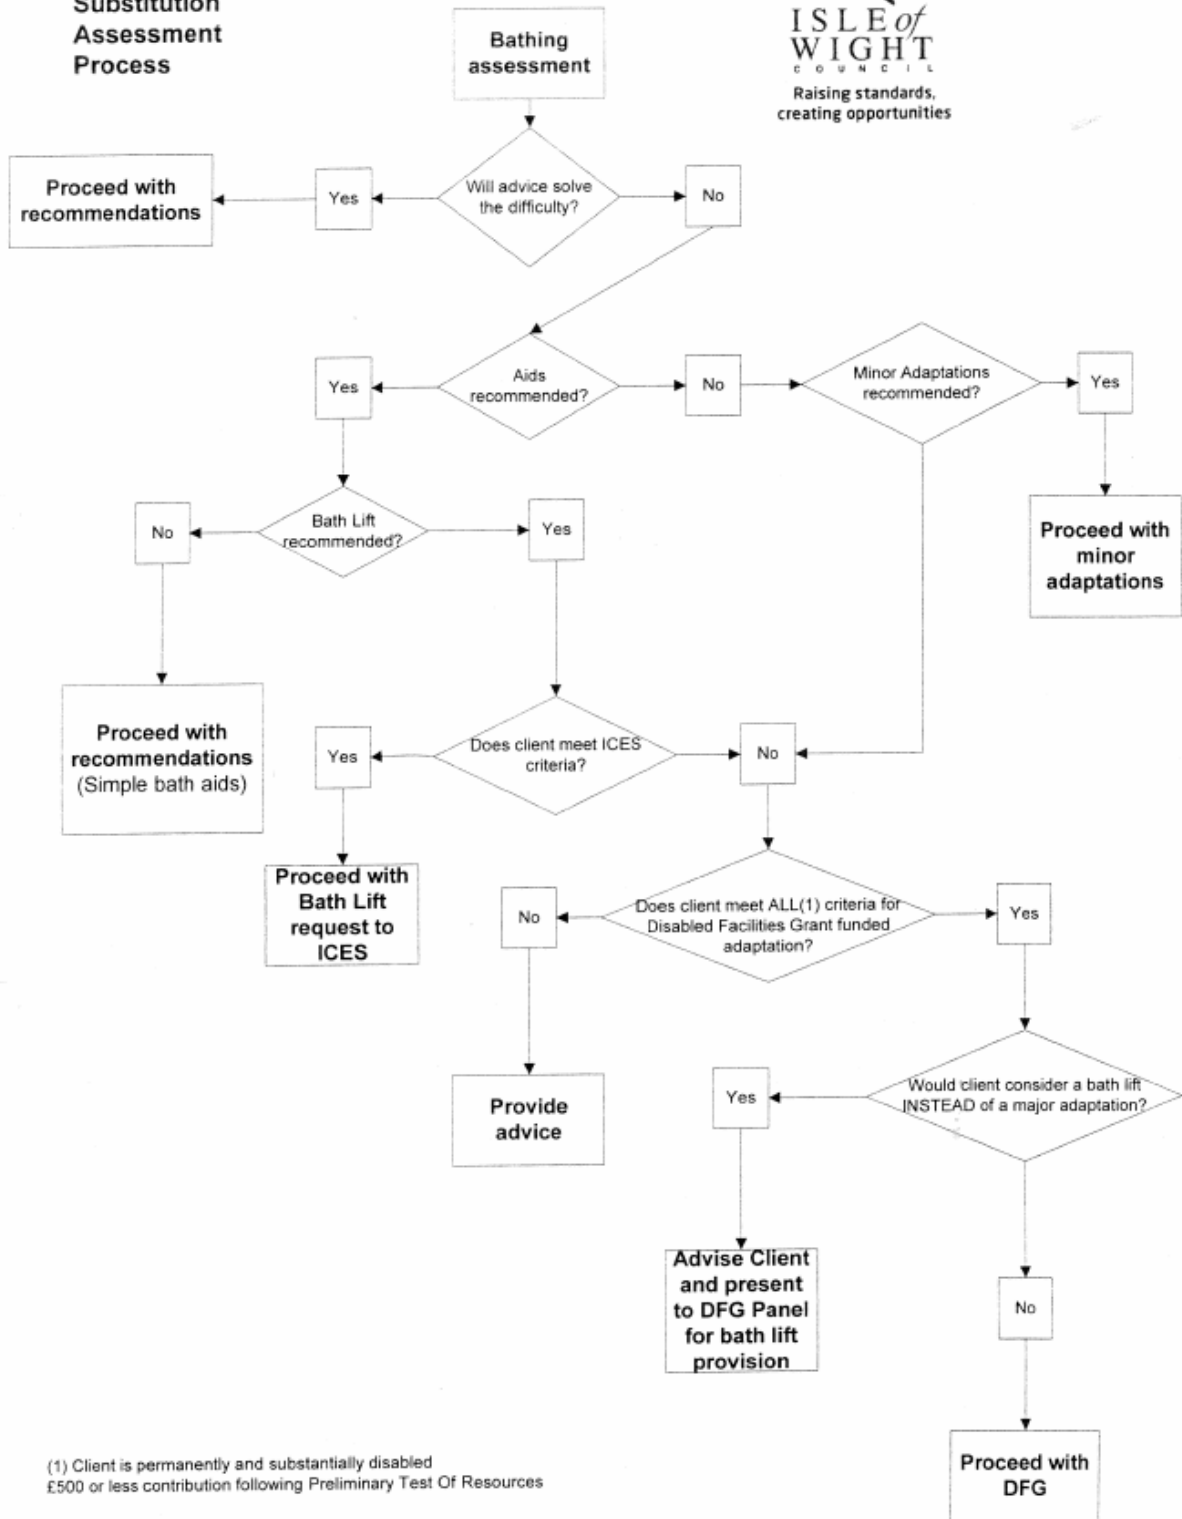 Substitution
Assessment
Process
ISLE of
WIGHT
COUNCIL
Raising standards,
creating opportunities
Bathing
assessment
Will advice solve
the difficulty?
Yes
No
Proceed with
recommendations
Aids
recommended?
Yes
No
Minor Adaptations
recommended?
Yes
Proceed with
minor
adaptations
Bath Lift
recommended?
No
Yes
Proceed with
recommendations
(Simple bath aids)
Does client meet ICES
criteria?
Yes
No
Proceed with
Bath Lift
request to
ICES
Does client meet ALL(1) criteria for
Disabled Facilities Grant funded
adaptation?
No
Yes
Provide
advice
Would client consider a bath lift
INSTEAD of a major adaptation?
Yes
No
Advise Client
and present
to DFG Panel
for bath lift
provision
Proceed with
DFG
(1) Client is permanently and substantially disabled
£500 or less contribution following Preliminary Test Of Resources